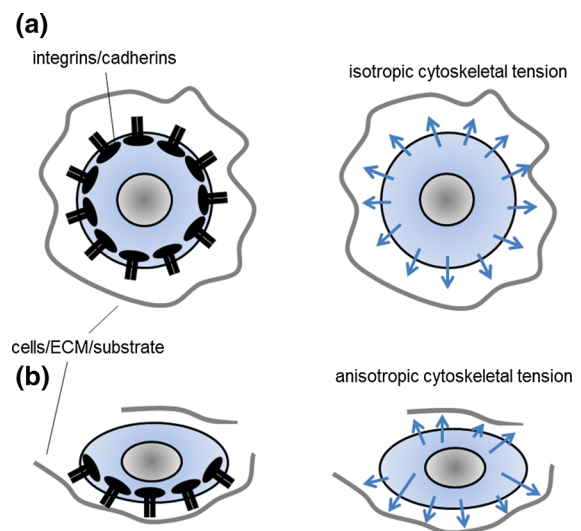 (a)
integrins/cadherins
isotropic cytoskeletal tension
cells/ECM/substrate
(b)
anisotropic cytoskeletal tension